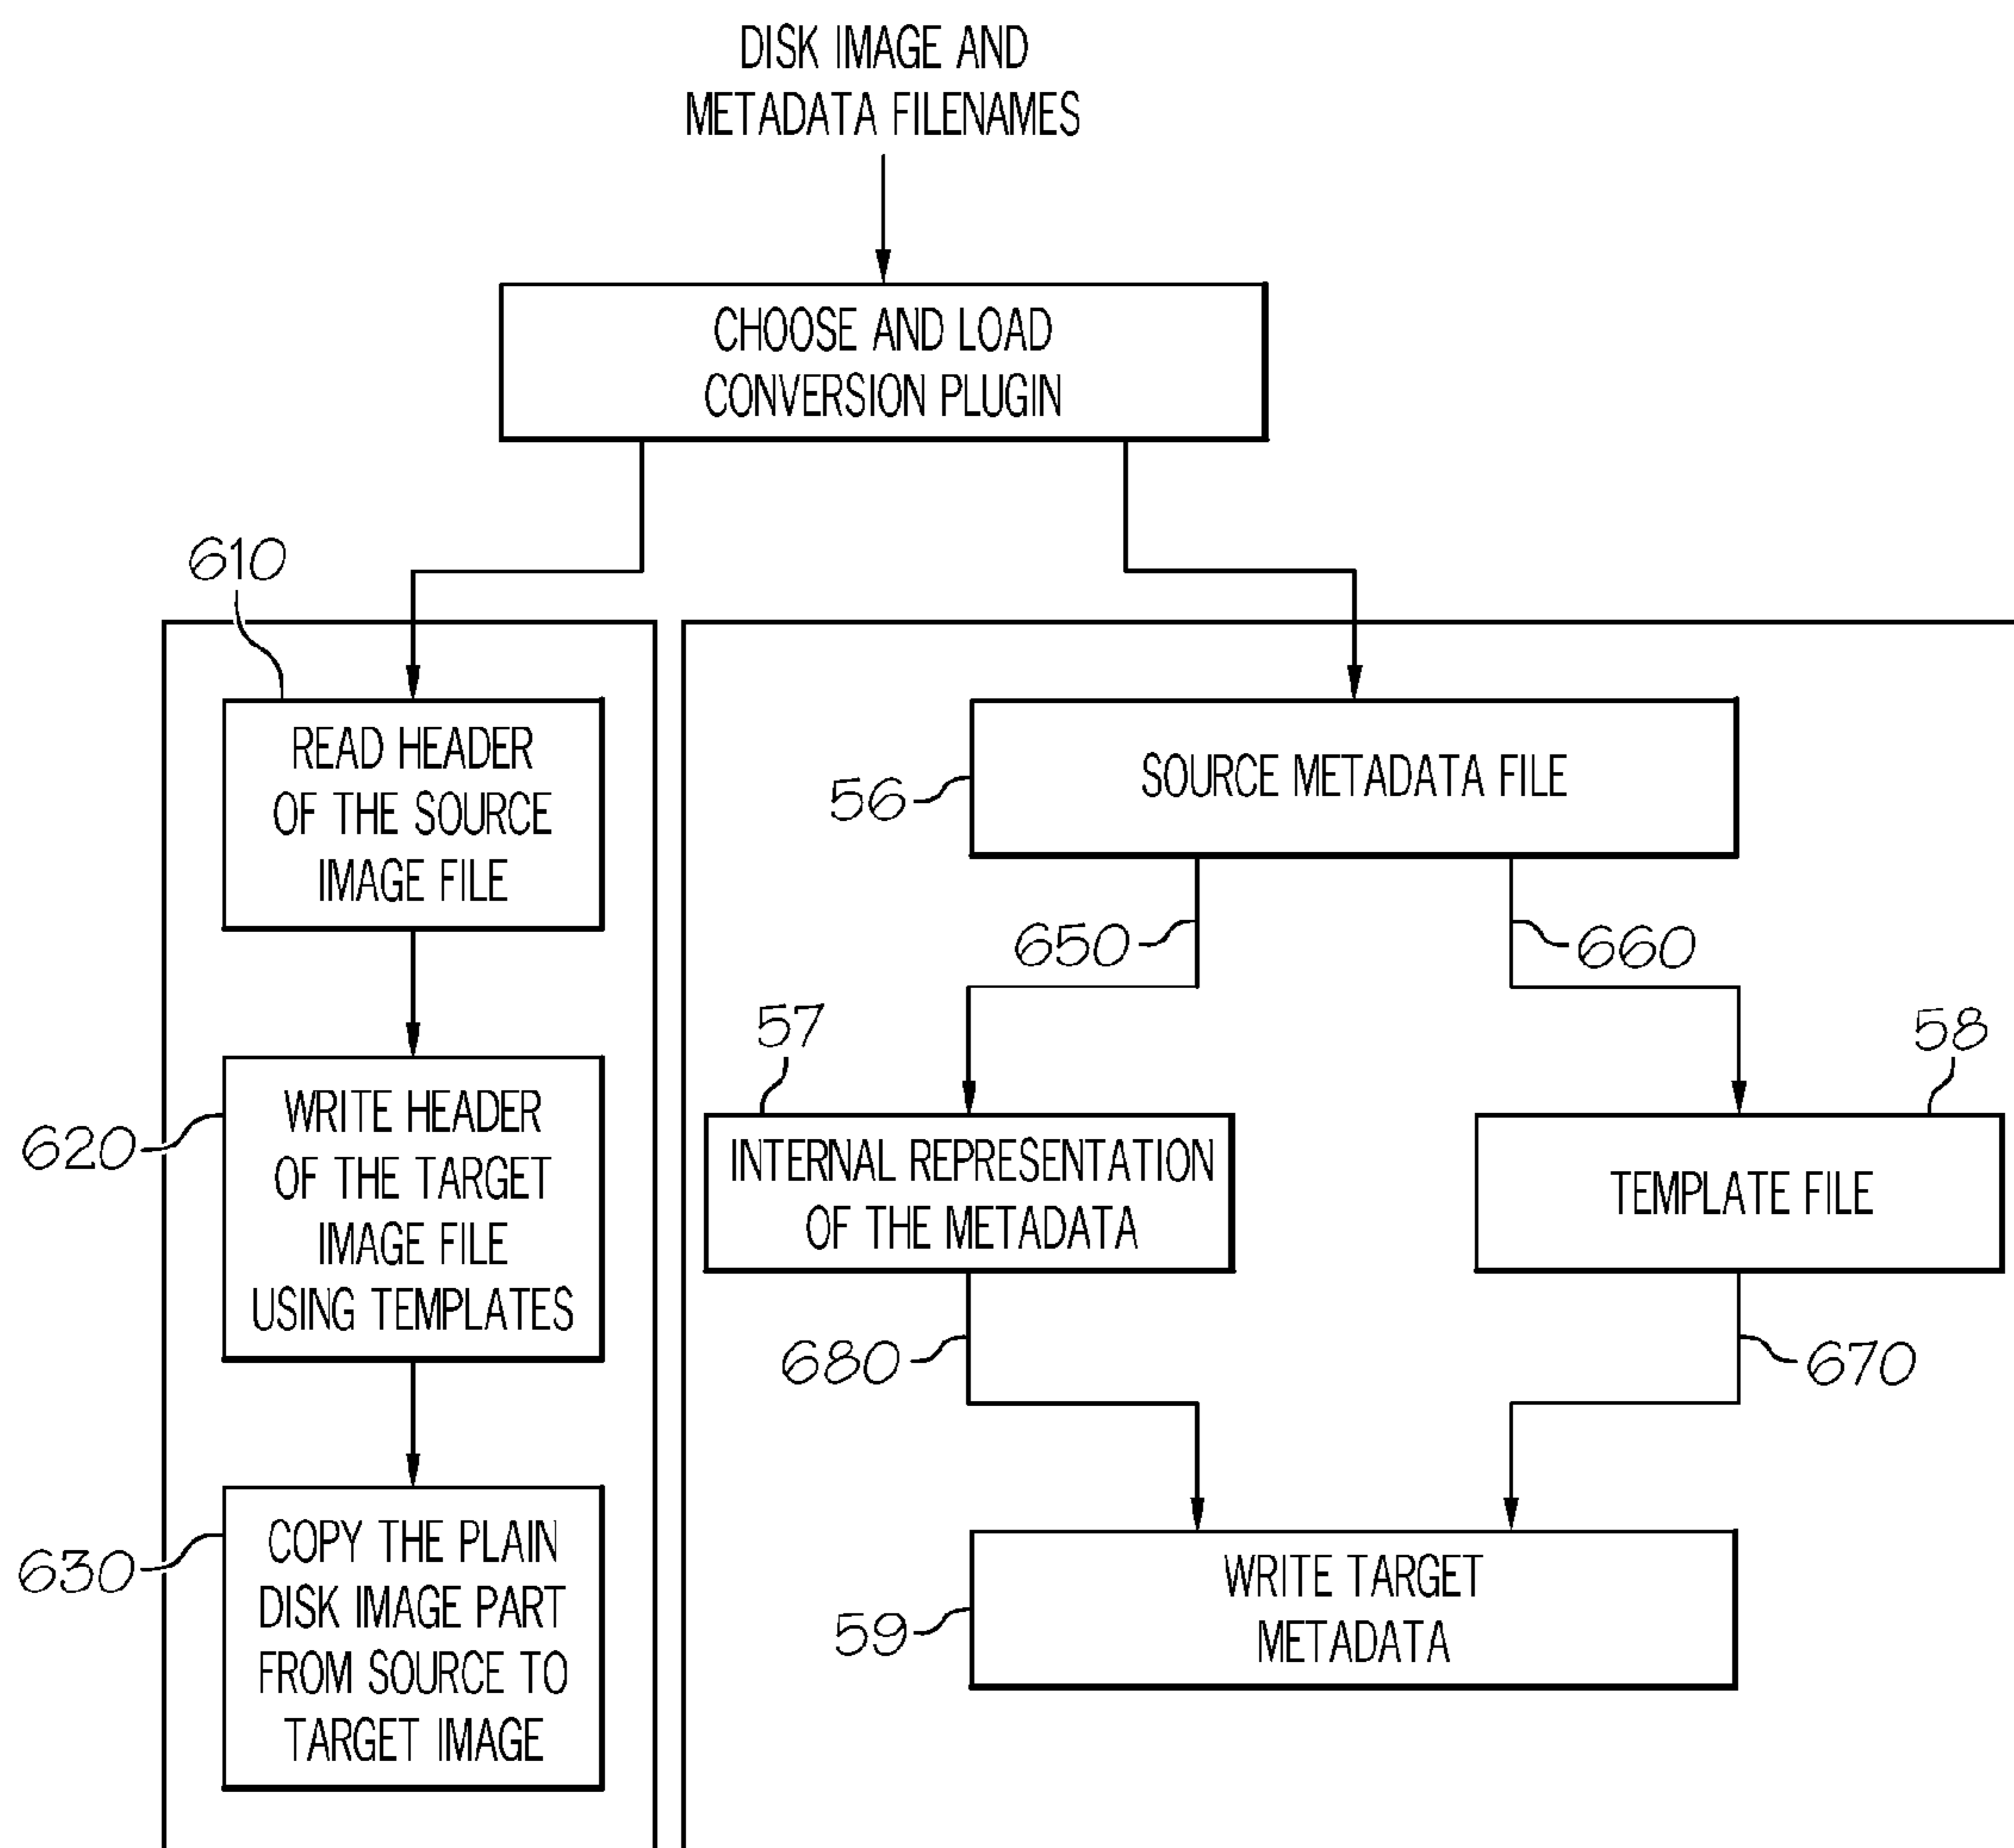 DISK IMAGE AND
METADATA FILENAMES
CHOOSE AND LOAD
CONVERSION PLUGIN
610
READ HEADER
OF THE SOURCE
IMAGE FILE
620
WRITE HEADER
OF THE TARGET
IMAGE FILE
USING TEMPLATES
630
COPY THE PLAIN
DISK IMAGE PART
FROM SOURCE TO
TARGET IMAGE
56
SOURCE METADATA FILE
650
660
57
INTERNAL REPRESENTATION
OF THE METADATA
58
TEMPLATE FILE
680
670
59
WRITE TARGET
METADATA